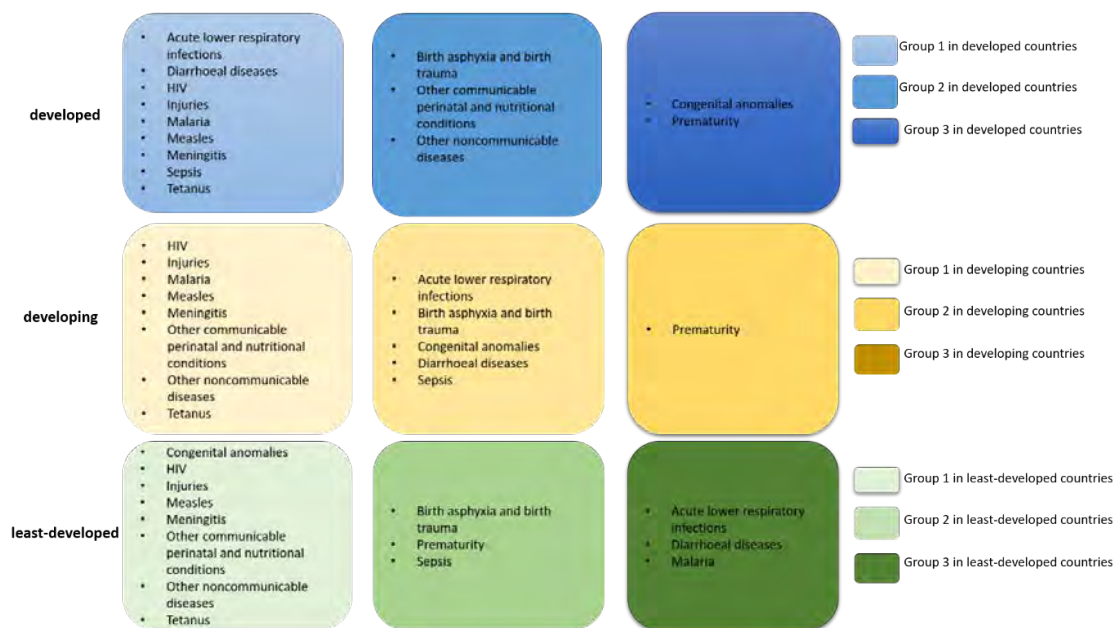 developed
Acute lower respiratory
infections
Diarrhoeal diseases
HIV
Injuries
Malaria
Measles
Meningitis
Sepsis
Tetanus
Birth asphyxia and birth
trauma
Other communicable
perinatal and nutritional
conditions
Other noncommunicable
diseases
Congenital anomalies
Prematurity
Group 1 in developed countries
Group 2 in developed countries
Group 3 in developed countries
developing
HIV
Injuries
Malaria
Measles
Meningitis
Other communicable
perinatal and nutritional
conditions
Other noncommunicable
diseases
Tetanus
Acute lower respiratory
infections
Birth asphyxia and birth
trauma
Congenital anomalies
Diarrhoeal diseases
Sepsis
Prematurity
Group 1 in developing countries
Group 2 in developing countries
Group 3 in developing countries
least-developed
Congenital anomalies
HIV
Injuries
Measles
Meningitis
Other communicable
perinatal and nutritional
conditions
Other noncommunicable
diseases
Tetanus
Birth asphyxia and birth
trauma
Prematurity
Sepsis
Acute lower respiratory
infections
Diarrhoeal diseases
Malaria
Group 1 in least-developed countries
Group 2 in least-developed countries
Group 3 in least-developed countries